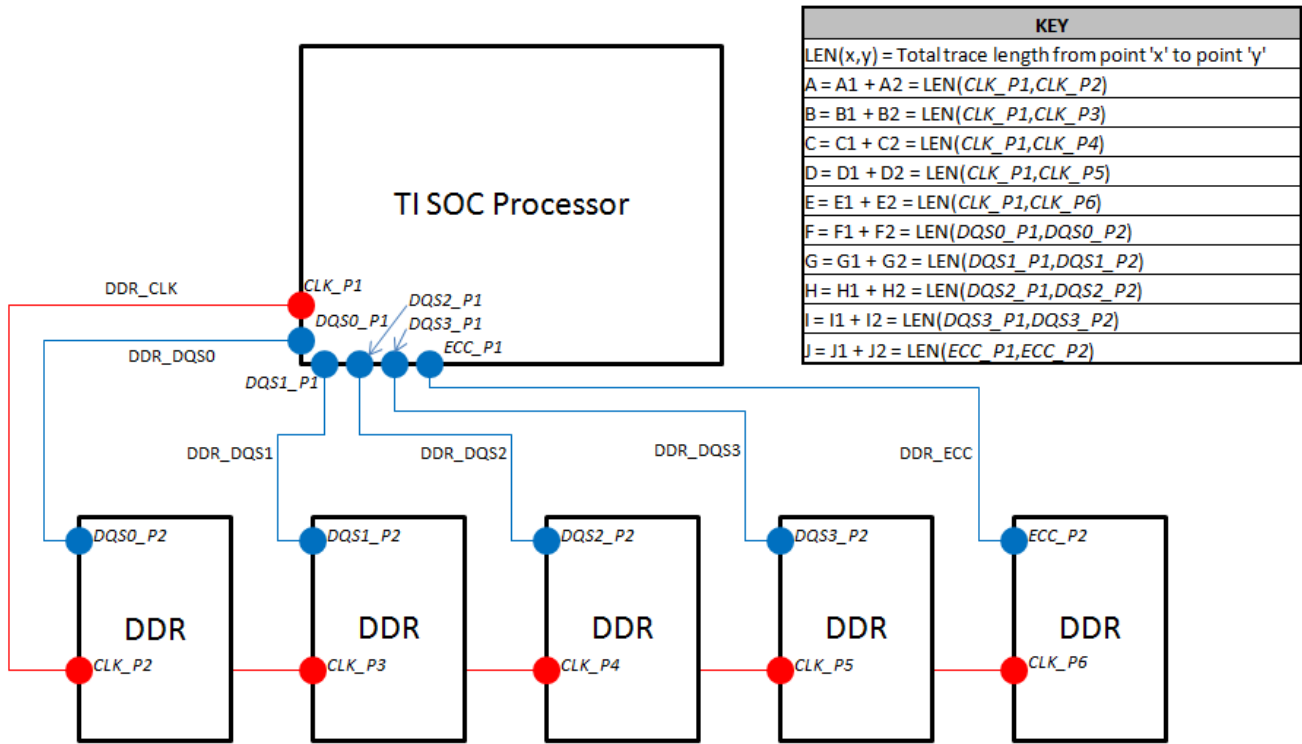 KEY
LEN(x,y) = Total trace length from point 'x' to point 'y'
A = A1 + A2 = LEN(CLK_P1,CLK_P2)
B = B1 + B2 = LEN(CLK_P1,CLK_P3)
C = C1 + C2 = LEN(CLK_P1,CLK_P4)
D = D1 + D2 = LEN(CLK_P1,CLK_P5)
E = E1 + E2 = LEN(CLK_P1,CLK_P6)
F = F1 + F2 = LEN(DQS0_P1,DQS0_P2)
G = G1 + G2 = LEN(DQS1_P1,DQS1_P2)
H = H1 + H2 = LEN(DQS2_P1,DQS2_P2)
I = I1 + I2 = LEN(DQS3_P1,DQS3_P2)
J = J1 + J2 = LEN(ECC_P1,ECC_P2)
TI SOC Processor
DDR_CLK
CLK_P1
DQS2_P1
DQS0_P1
DQS3_P1
ECC_P1
DDR_DQS0
DQS1_P1
DDR_DQS1
DDR_DQS2
DDR_DQS3
DDR_ECC
DQS0_P2
DQS1_P2
DQS2_P2
DQS3_P2
ECC_P2
DDR
DDR
DDR
DDR
DDR
CLK_P2
CLK_P3
CLK_P4
CLK_P5
CLK_P6